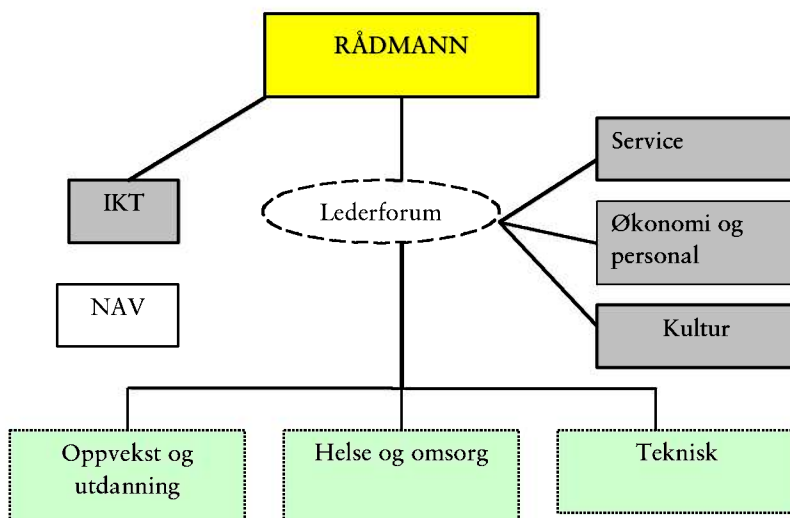 RÅDMANN
Service
IKT
Lederforum
Økonomi og
personal
NAV
Kultur
Oppvekst og
utdanning
Helse og omsorg
Teknisk